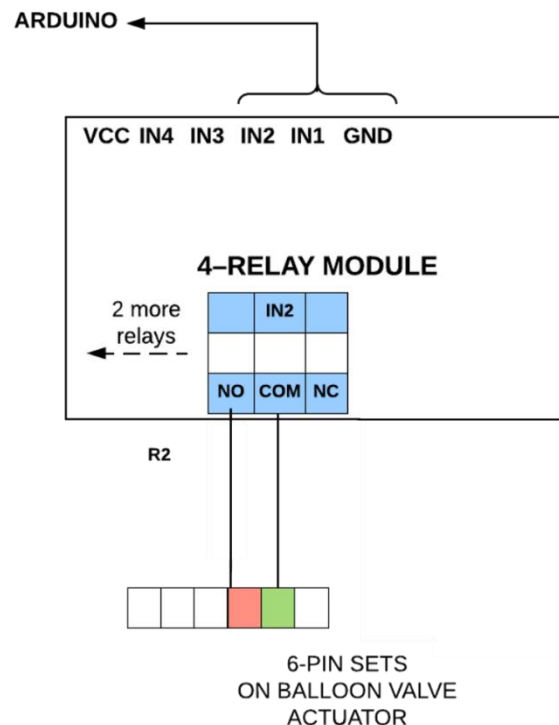 ARDUINO
VCC IN4 IN3 IN2 IN1 GND
4–RELAY MODULE
2 more
relays
IN2
NO COM NC
R2
6-PIN SETS
ON BALLOON VALVE
ACTUATOR